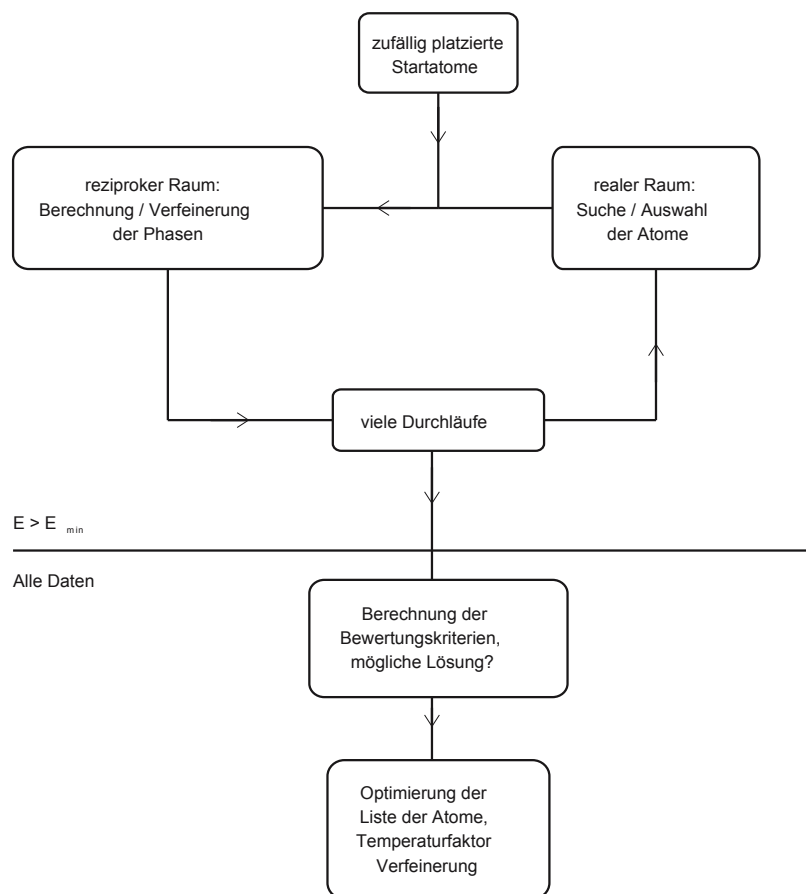 zufällig platzierte
Startatome
reziproker Raum:
Berechnung / Verfeinerung
der Phasen
realer Raum:
Suche / Auswahl
der Atome
viele Durchläufe
E > E min
Alle Daten
Berechnung der
Bewertungskriterien,
mögliche Lösung?
Optimierung der
Liste der Atome,
Temperaturfaktor
Verfeinerung